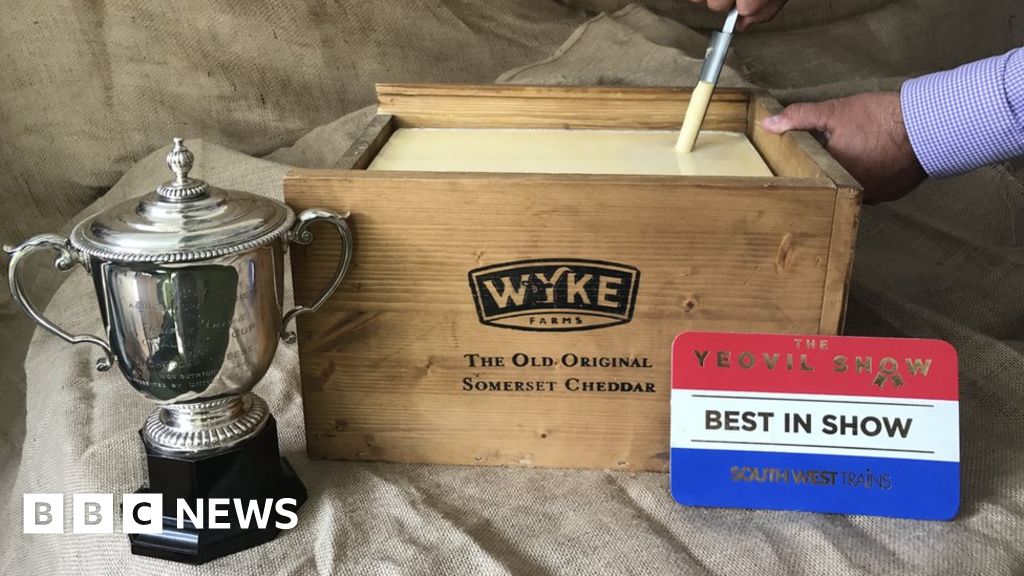 WYKE
FARMS
THE OLD ORIGINAL
SOMERSET CHEDDAR
THE
YEOVIL SHOW
BEST IN SHOW
SOUTH WEST TRAINS
BBC NEWS